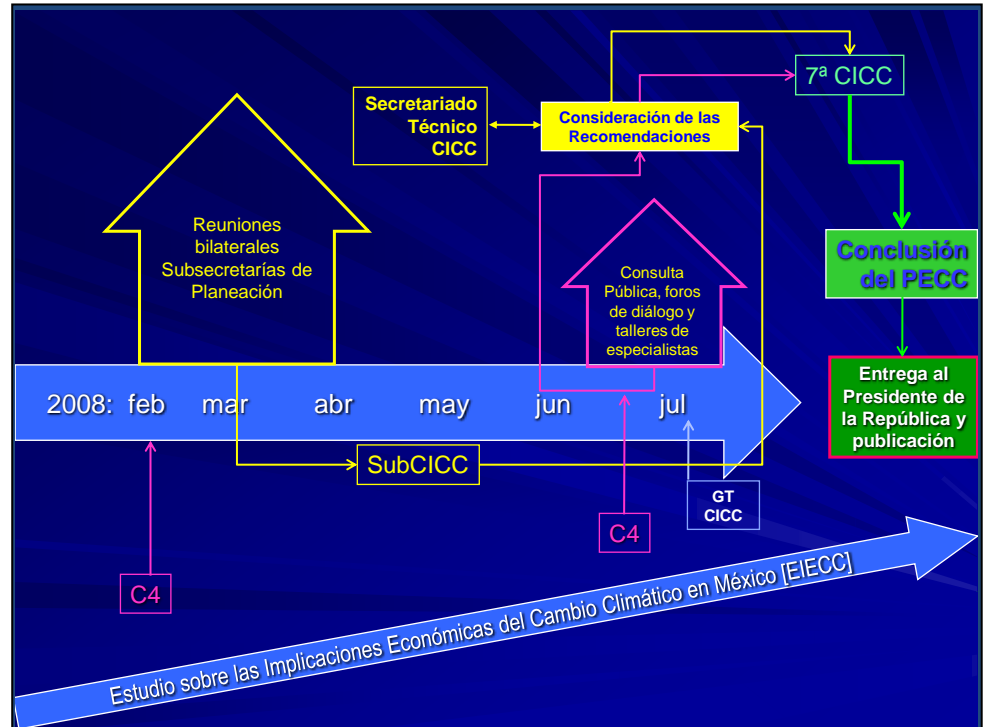 7ª CICC
Secretariado
Técnico
CICC
Consideración de las
Recomendaciones
Reuniones
bilaterales
Subsecretarías de
Planeación
Consulta
Pública, foros
de diálogo y
talleres de
especialistas
Conclusión
del PECC
Entrega al
Presidente de
la República y
publicación
2008: feb mar abr may jun jul
SubCICC
GT
CICC
C4
C4
Estudio sobre las Implicaciones Económicas del Cambio Climático en México [EIECC]